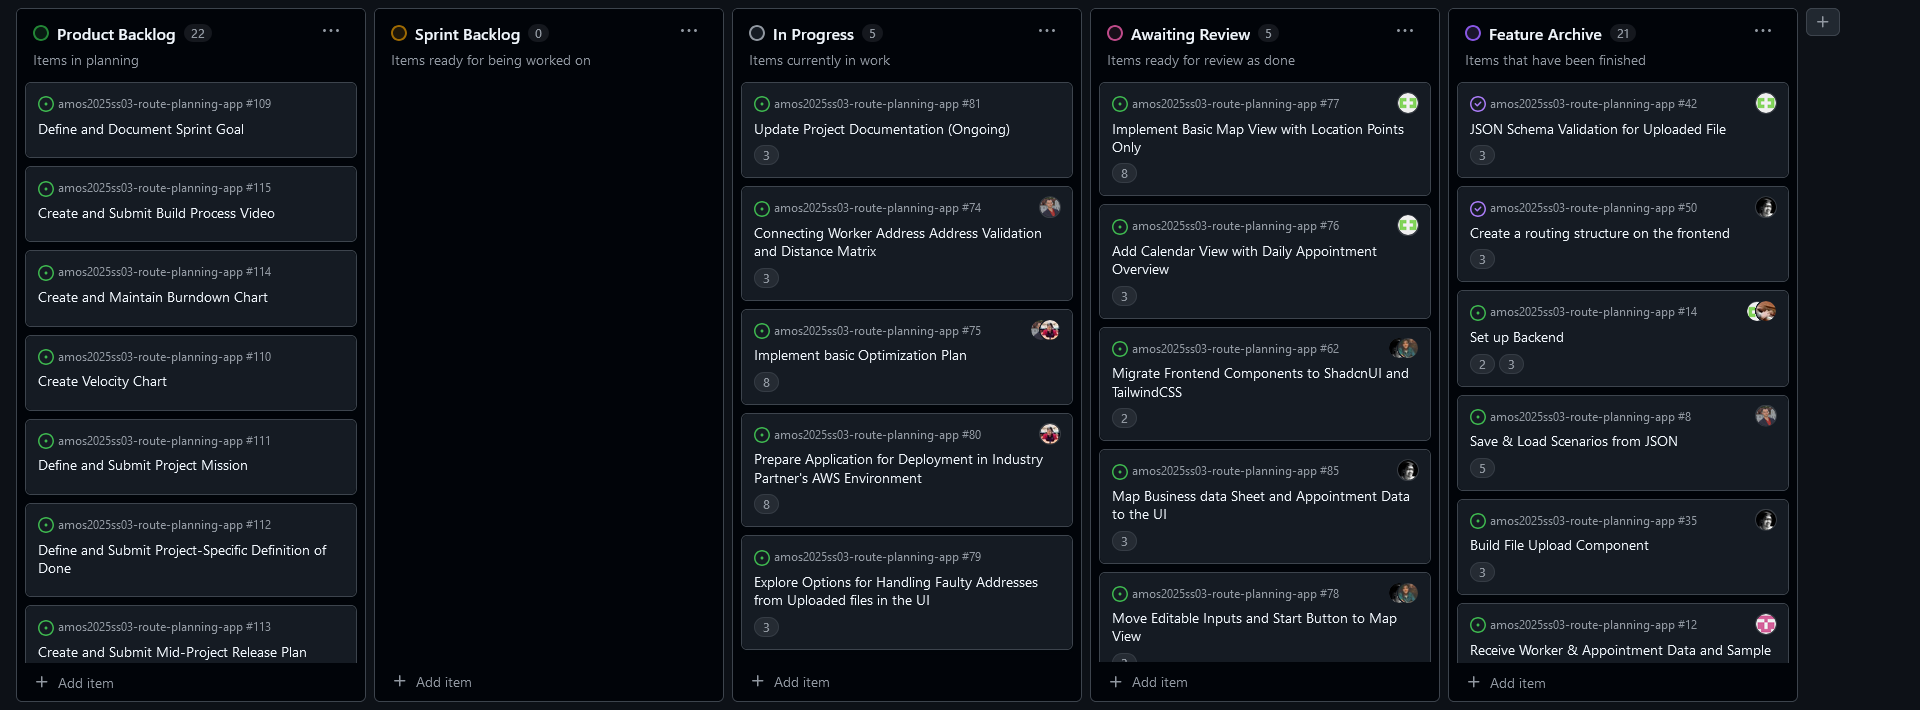 Product Backlog 22
Items in planning
amos2025ss03-route-planning-app #109
Define and Document Sprint Goal
amos2025ss03-route-planning-app #115
Create and Submit Build Process Video
amos2025ss03-route-planning-app #114
Create and Maintain Burndown Chart
amos2025ss03-route-planning-app #110
Create Velocity Chart
amos2025ss03-route-planning-app #111
Define and Submit Project Mission
amos2025ss03-route-planning-app #112
Define and Submit Project-Specific Definition of
Done
amos2025ss03-route-planning-app #113
Create and Submit Mid-Project Release Plan
+ Add item
Sprint Backlog 0
Items ready for being worked on
+ Add item
In Progress 5
Items currently in work
amos2025ss03-route-planning-app #81
Update Project Documentation (Ongoing)
3
amos2025ss03-route-planning-app #74
Connecting Worker Address Address Validation
and Distance Matrix
3
amos2025ss03-route-planning-app #75
Implement basic Optimization Plan
8
amos2025ss03-route-planning-app #80
Prepare Application for Deployment in Industry
Partner's AWS Environment
8
amos2025ss03-route-planning-app #79
Explore Options for Handling Faulty Addresses
from Uploaded files in the UI
3
+ Add item
Awaiting Review 5
Items ready for review as done
amos2025ss03-route-planning-app #77
Implement Basic Map View with Location Points
Only
8
amos2025ss03-route-planning-app #76
Add Calendar View with Daily Appointment
Overview
3
amos2025ss03-route-planning-app #62
Migrate Frontend Components to ShadcnUI and
TailwindCSS
2
amos2025ss03-route-planning-app #85
Map Business data Sheet and Appointment Data
to the UI
3
amos2025ss03-route-planning-app #78
Move Editable Inputs and Start Button to Map
View
+ Add item
Feature Archive 21
Items that have been finished
amos2025ss03-route-planning-app #42
JSON Schema Validation for Uploaded File
3
amos2025ss03-route-planning-app #50
Create a routing structure on the frontend
3
amos2025ss03-route-planning-app #14
Set up Backend
2 3
amos2025ss03-route-planning-app #8
Save & Load Scenarios from JSON
5
amos2025ss03-route-planning-app #35
Build File Upload Component
3
amos2025ss03-route-planning-app #12
Receive Worker & Appointment Data and Sample
+ Add item